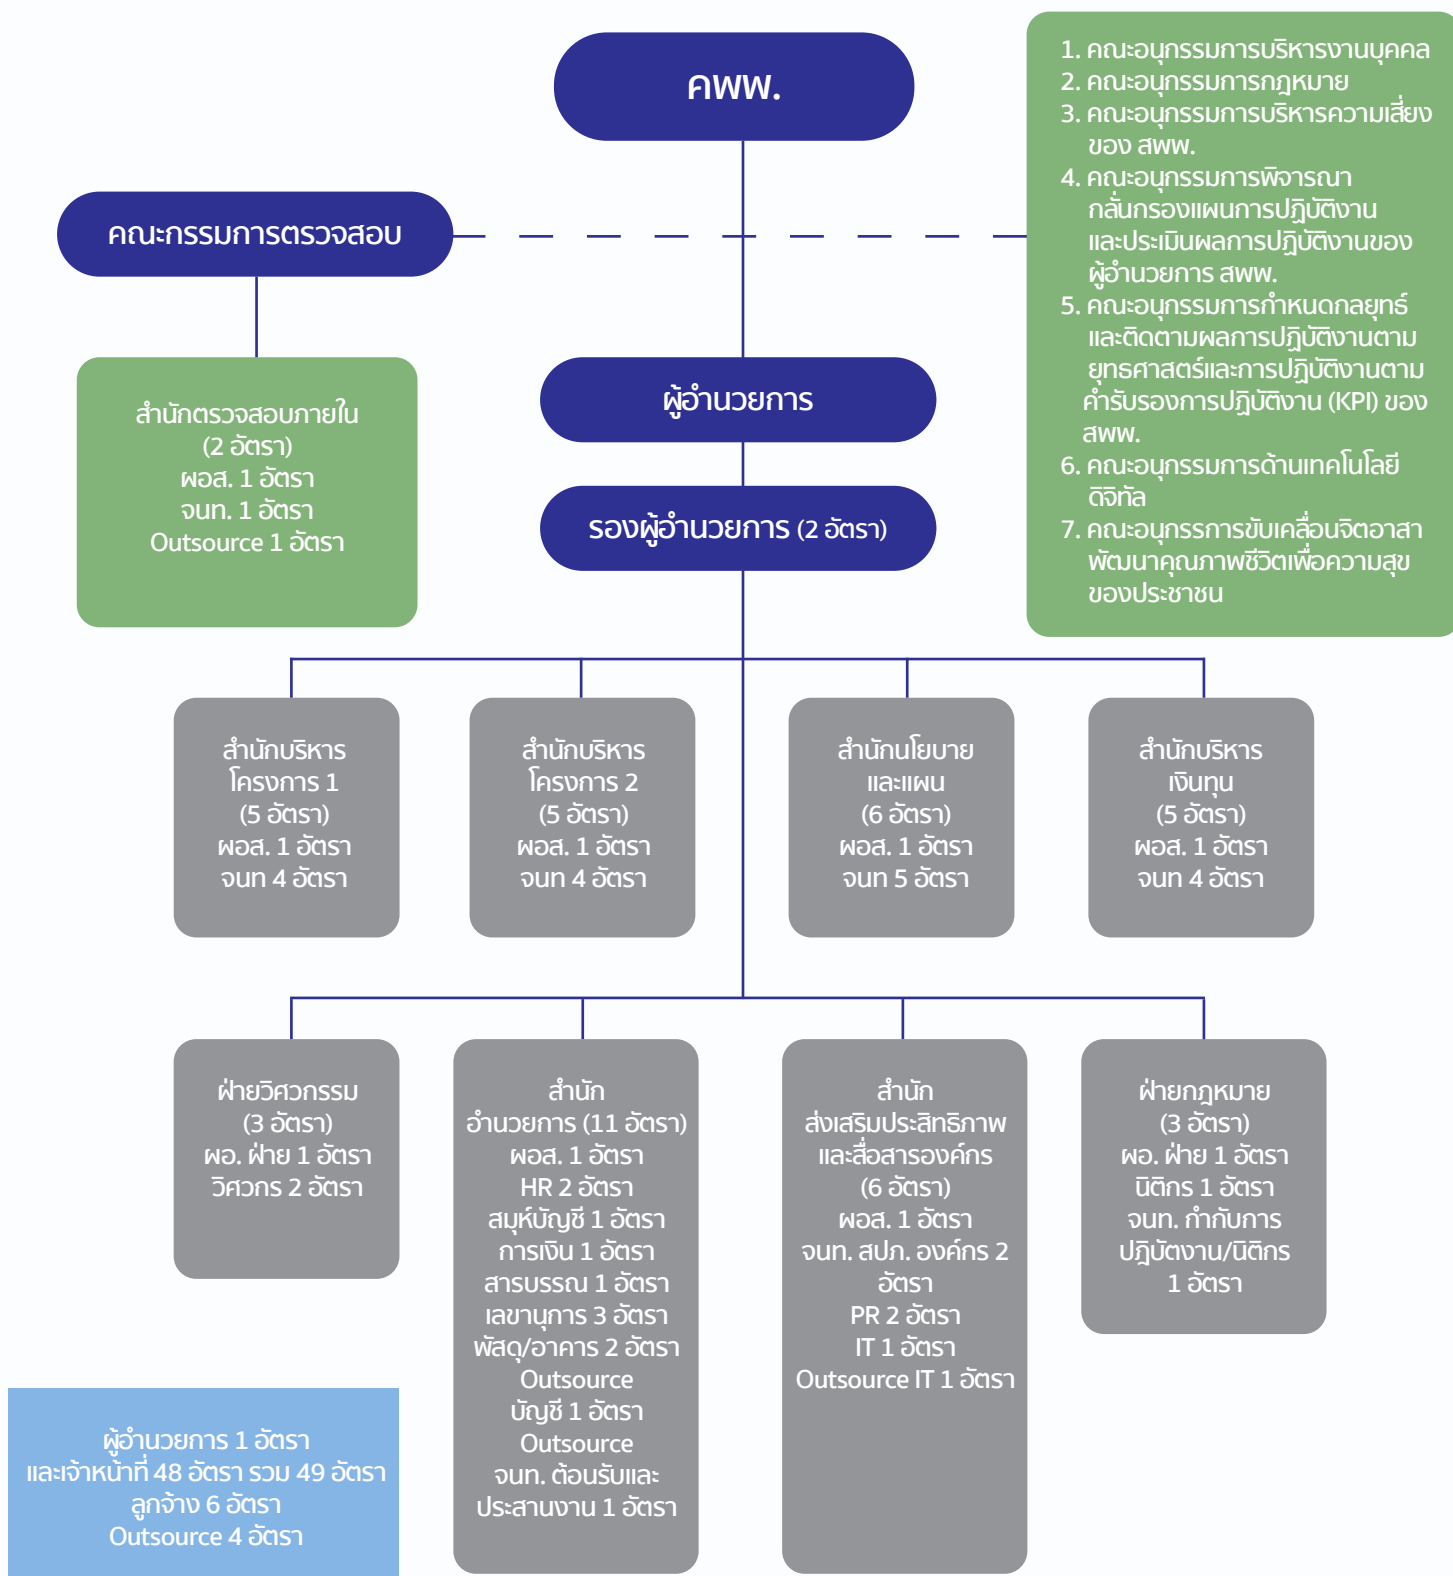 คพพ.
1. คณะอนุกรรมการบริหารงานบุคคล
2. คณะอนุกรรมการกฎหมาย
3. คณะอนุกรรมการบริหารความเสี่ยง
ของ สพพ.
4. คณะอนุกรรมการพิจารณา
กลั่นกรองแผนการปฏิบัติงาน
และประเมินผลการปฏิบัติงานของ
ผู้อำนวยการ สพพ.
5. คณะอนุกรรมการกำหนดกลยุทธ์
และติดตามผลการปฏิบัติงานตาม
ยุทธศาสตร์และการปฏิบัติงานตาม
คำรับรองการปฏิบัติงาน (KPI) ของ
สพพ.
6. คณะอนุกรรมการด้านเทคโนโลยี
ดิจิทัล
7. คณะอนุกรรการขับเคลื่อนจิตอาสา
พัฒนาคุณภาพชีวิตเพื่อความสุข
ของประชาชน
คณะกรรมการตรวจสอบ
สำนักตรวจสอบภายใน
(2 อัตรา)
ผอส. 1 อัตรา
จนท. 1 อัตรา
Outsource 1 อัตรา
ผู้อำนวยการ
รองผู้อำนวยการ (2 อัตรา)
สำนักบริหาร
โครงการ 1
(5 อัตรา)
ผอส. 1 อัตรา
จนท 4 อัตรา
สำนักบริหาร
โครงการ 2
(5 อัตรา)
ผอส. 1 อัตรา
จนท 4 อัตรา
สำนักนโยบาย
และแผน
(6 อัตรา)
ผอส. 1 อัตรา
จนท 5 อัตรา
สำนักบริหาร
เงินทุน
(5 อัตรา)
ผอส. 1 อัตรา
จนท 4 อัตรา
ฝ่ายวิศวกรรม
(3 อัตรา)
ผอ. ฝ่าย 1 อัตรา
วิศวกร 2 อัตรา
สำนัก
อำนวยการ (11 อัตรา)
ผอส. 1 อัตรา
HR 2 อัตรา
สมุห์บัญชี 1 อัตรา
การเงิน 1 อัตรา
สารบรรณ 1 อัตรา
เลขานุการ 3 อัตรา
พัสดุ/อาคาร 2 อัตรา
Outsource
บัญชี 1 อัตรา
Outsource
จนท. ต้อนรับและ
ประสานงาน 1 อัตรา
สำนัก
ส่งเสริมประสิทธิภาพ
และสื่อสารองค์กร
(6 อัตรา)
ผอส. 1 อัตรา
จนท. สปภ. องค์กร 2
อัตรา
PR 2 อัตรา
IT 1 อัตรา
Outsource IT 1 อัตรา
ฝ่ายกฎหมาย
(3 อัตรา)
ผอ. ฝ่าย 1 อัตรา
นิติกร 1 อัตรา
จนท. กำกับการ
ปฎิบัตงาน/นิติกร
1 อัตรา
ผู้อำนวยการ 1 อัตรา
และเจ้าหน้าที่ 48 อัตรา รวม 49 อัตรา
ลูกจ้าง 6 อัตรา
Outsource 4 อัตรา